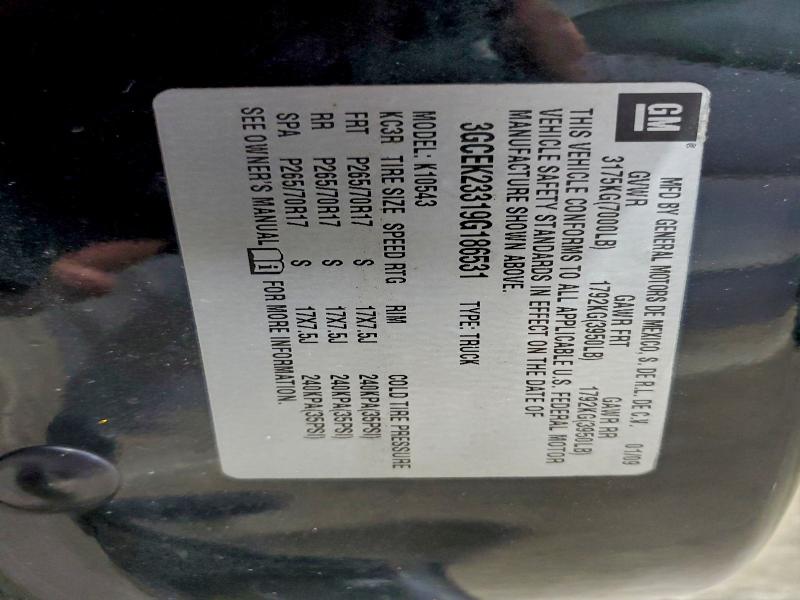 GM ®
MFD BY GENERAL MOTORS DE MEXICO, S. DE R.L. DE C.V. 01/09
GVWR GAWR FRT GAWR RR
3175KG(7000LB) 1792KG(3950LB) 1792KG(3950LB)
THIS VEHICLE CONFORMS TO ALL APPLICABLE U.S. FEDERAL MOTOR
VEHICLE SAFETY STANDARDS IN EFFECT ON THE DATE OF
MANUFACTURE SHOWN ABOVE.
3GCEK23319G186531 TYPE: TRUCK
MODEL: K10543
KC3R TIRE SIZE SPEED RTG RIM COLD TIRE PRESSURE
FRT P265/70R17 S 17X7.5J 240KPA(35PSI)
RR P265/70R17 S 17X7.5J 240KPA(35PSI)
SPA P265/70R17 S 17X7.5J 240KPA(35PSI)
SEE OWNER'S MANUAL FOR MORE INFORMATION.